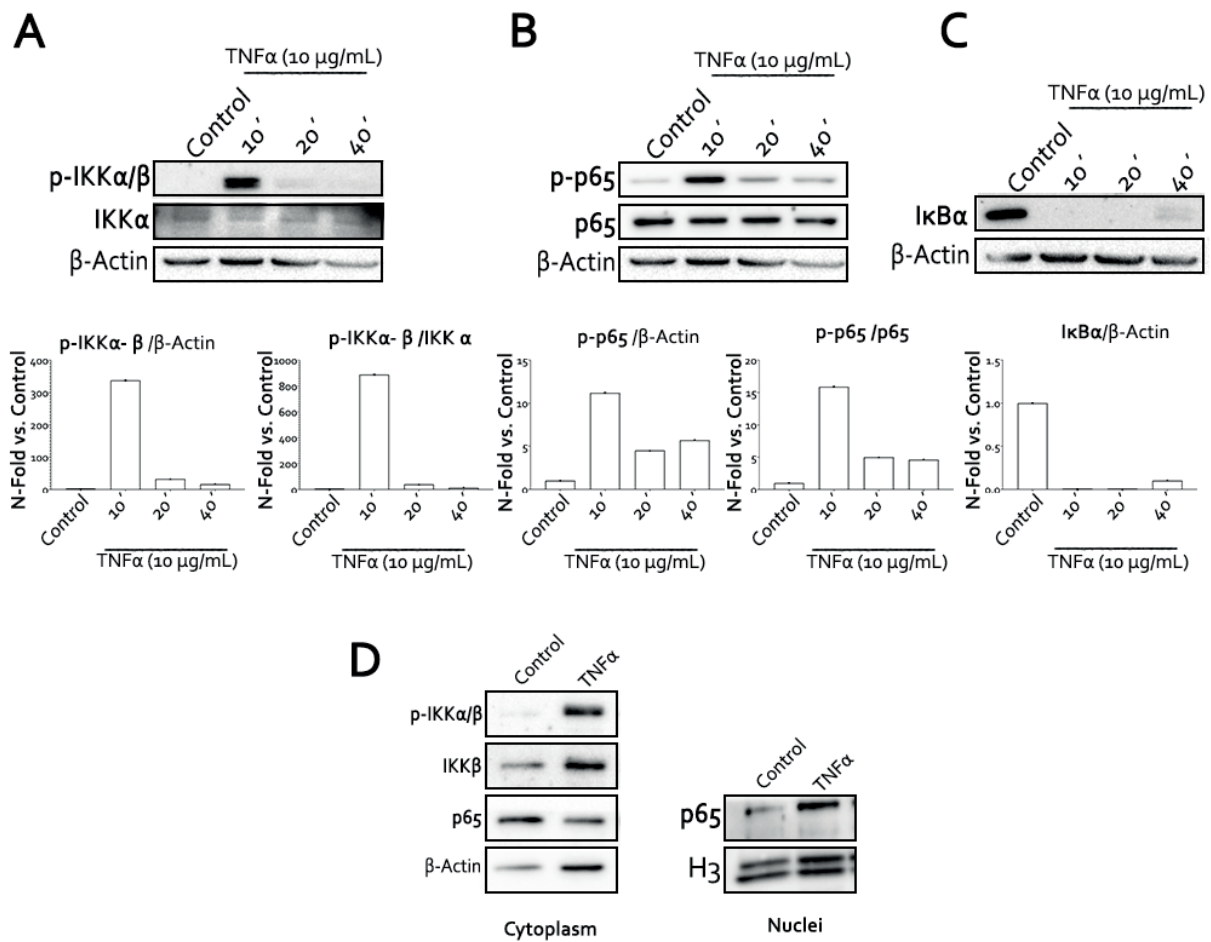 A
TNFα (10 µg/mL)
Control
10´
20´
40´
p-IKKα/β
IKKα
β-Actin
B
TNFα (10 µg/mL)
Control
10´
20´
40´
p-p65
p65
β-Actin
C
TNFα (10 µg/mL)
Control
10´
20´
40´
IκBα
β-Actin
p-IKKα- β /β-Actin
N-Fold vs. Control
400
300
200
100
0
Control
10´
20´
40´
TNFα (10 µg/mL)
p-IKKα- β /IKK α
N-Fold vs. Control
1000
800
600
400
200
0
Control
10´
20´
40´
TNFα (10 µg/mL)
p-p65 /β-Actin
N-Fold vs. Control
15
10
5
0
Control
10´
20´
40´
TNFα (10 µg/mL)
p-p65 /p65
N-Fold vs. Control
20
15
10
5
0
Control
10´
20´
40´
TNFα (10 µg/mL)
IκBα/β-Actin
N-Fold vs. Control
1.5
1.0
0.5
0.0
Control
10´
20´
40´
TNFα (10 µg/mL)
D
Control
TNFα
p-IKKα/β
IKKβ
p65
β-Actin
Cytoplasm
Control
TNFα
p65
H3
Nuclei